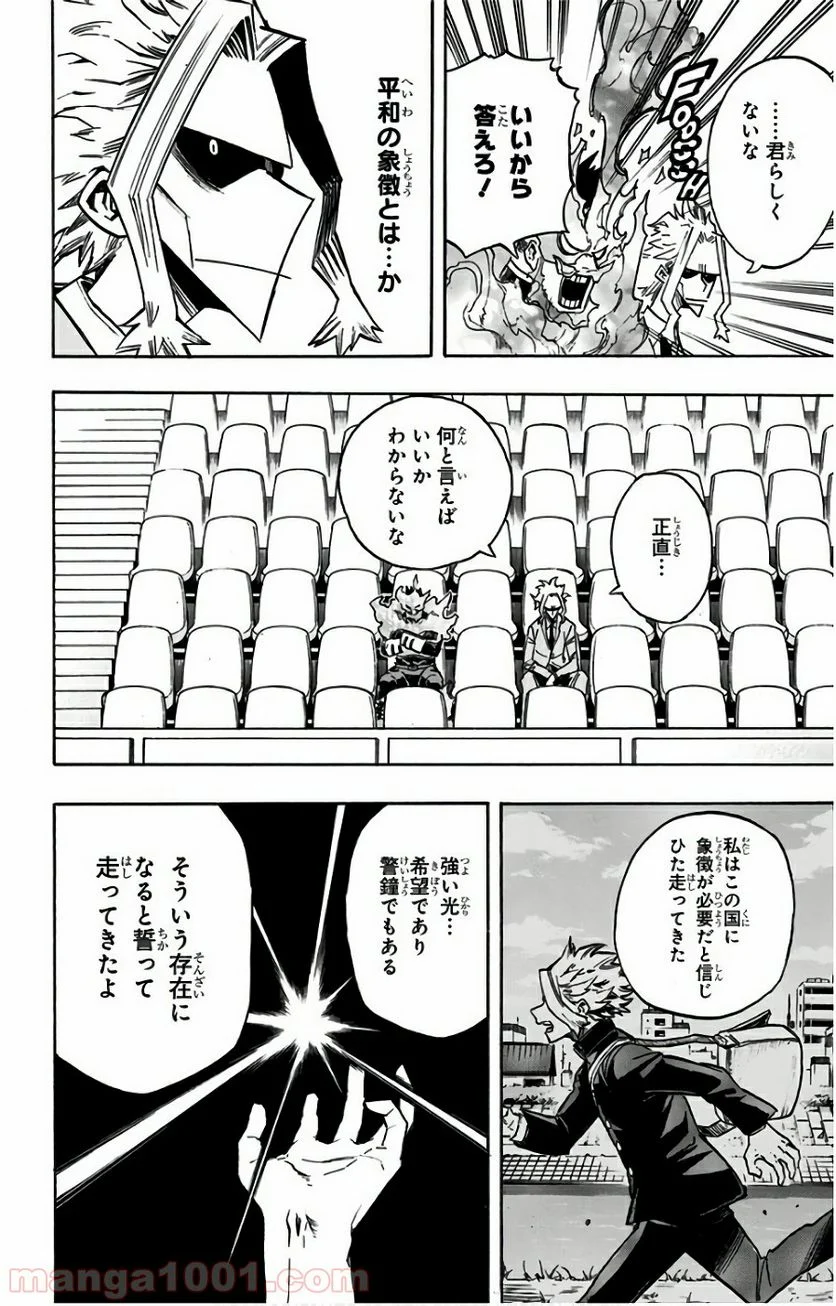 ……君らしく
ないな
FOOOSH
いいから
答えろ！
平和の象徴とは…か
正直…
何と言えば
いいか
わからないな
私はこの国に
象徴が必要だと信じ
ひた走ってきた
強い光…
希望であり
警鐘でもある
そういう存在に
なると誓って
走ってきたよ
manga1001.com